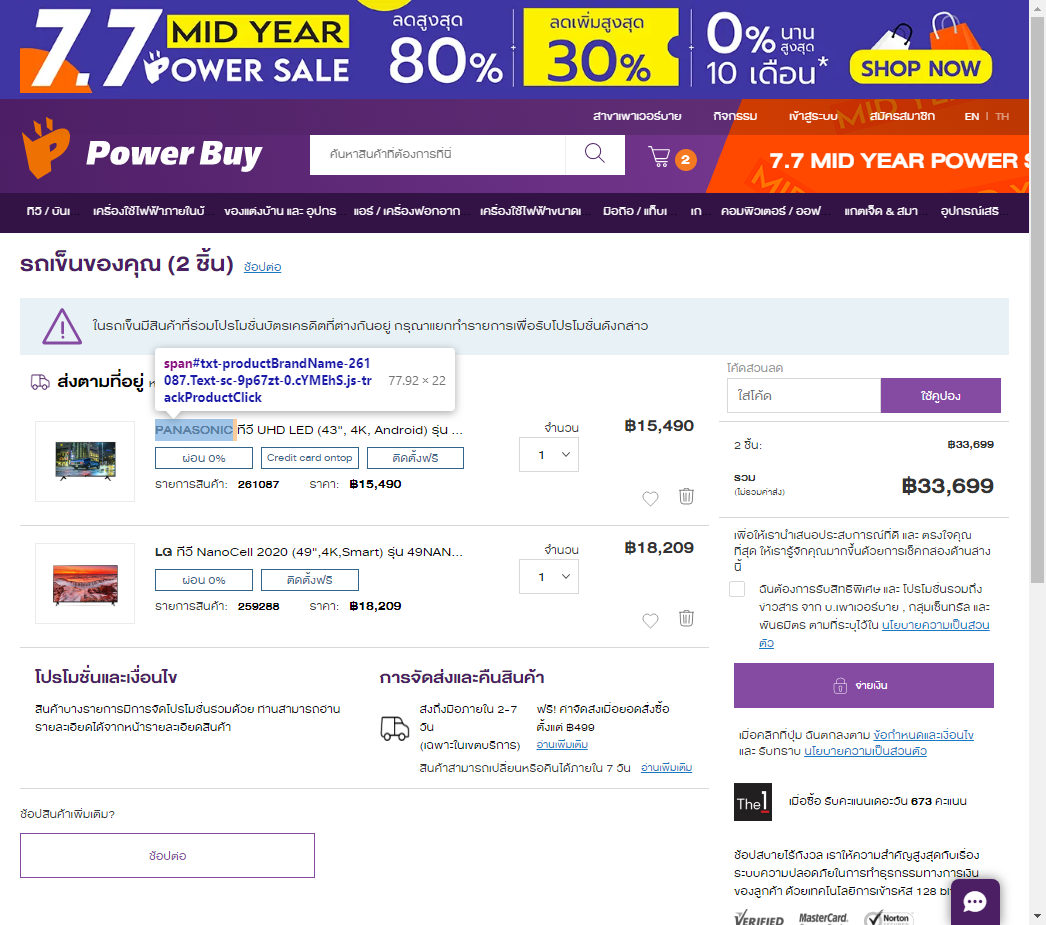 7.7 MID YEAR
POWER SALE
ลดสูงสุด
80%
ลดเพิ่มสูงสุด
30%
0% นาน
สูงสุด
10 เดือน*
SHOP NOW
สาขาเพาเวอร์บาย กิจกรรม เข้าสู่ระบบ สมัครสมาชิก EN | TH
Power Buy
ค้นหาสินค้าที่ต้องการที่นี่
2
7.7 MID YEAR POWER S
ทีวี / บันเ เครื่องใช้ไฟฟ้าภายในบ้ ของแต่งบ้าน และ อุปกร แอร์ / เครื่องฟอกอาก เครื่องใช้ไฟฟ้าขนาดเ มือถือ / แท็บเ เก คอมพิวเตอร์ / ออฟ แกตเจ็ต & สมา อุปกรณ์เสริ
รถเข็นของคุณ (2 ชิ้น) ช้อปต่อ
ในรถเข็นมีสินค้าที่ร่วมโปรโมชั่นบัตรเครดิตที่ต่างกันอยู่ กรุณาแยกทำรายการเพื่อรับโปรโมชั่นดังกล่าว
span#txt-productBrandName-261
087.Text-sc-9p67zt-0.cYMEhS.js-tr
ackProductClick
77.92 × 22
ส่งตามที่อยู่
PANASONIC ทีวี UHD LED (43", 4K, Android) รุ่น ...
ผ่อน 0% Credit card ontop ติดตั้งฟรี
รายการสินค้า: 261087 ราคา: ฿15,490
จำนวน
1
฿15,490
LG ทีวี NanoCell 2020 (49",4K,Smart) รุ่น 49NAN...
ผ่อน 0% ติดตั้งฟรี
รายการสินค้า: 259288 ราคา: ฿18,209
จำนวน
1
฿18,209
โปรโมชั่นและเงื่อนไข
สินค้าบางรายการมีการจัดโปรโมชั่นรวมด้วย ท่านสามารถอ่าน
รายละเอียดได้จากหน้ารายละเอียดสินค้า
การจัดส่งและคืนสินค้า
ส่งถึงมือภายใน 2-7
วัน
(เฉพาะในเขตบริการ)
ฟรี! ค่าจัดส่งเมื่อยอดสั่งซื้อ
ตั้งแต่ ฿499
อ่านเพิ่มเติม
สินค้าสามารถเปลี่ยนหรือคืนได้ภายใน 7 วัน อ่านเพิ่มเติม
ช้อปสินค้าเพิ่มเติม?
ช้อปต่อ
โค้ดส่วนลด
ใส่โค้ด
ใช้คูปอง
2 ชิ้น: ฿33,699
รวม
(ไม่รวมค่าส่ง)
฿33,699
เพื่อให้เรานำเสนอประสบการณ์ที่ดี และ ตรงใจคุณ
ที่สุด ให้เรารู้จักคุณมากขึ้นด้วยการเช็คกล่องด้านล่าง
นี้
ฉันต้องการรับสิทธิพิเศษ และ โปรโมชั่นรวมถึง
ข่าวสาร จาก บ.เพาเวอร์บาย , กลุ่มเซ็นทรัล และ
พันธมิตร ตามที่ระบุไว้ใน นโยบายความเป็นส่วน
ตัว
จ่ายเงิน
เมื่อคลิกที่ปุ่ม ฉันตกลงตาม ข้อกำหนดและเงื่อนไข
และ รับทราบ นโยบายความเป็นส่วนตัว
The1
เมื่อซื้อ รับคะแนนเดอะวัน 673 คะแนน
ช้อปสบายไร้กังวล เราให้ความสำคัญสูงสุดกับเรื่อง
ระบบความปลอดภัยในการทำธุรกรรมทางการเงิน
ของลูกค้า ด้วยเทคโนโลยีการเข้ารหัส 128 bi
VERIFIED MasterCard. Norton